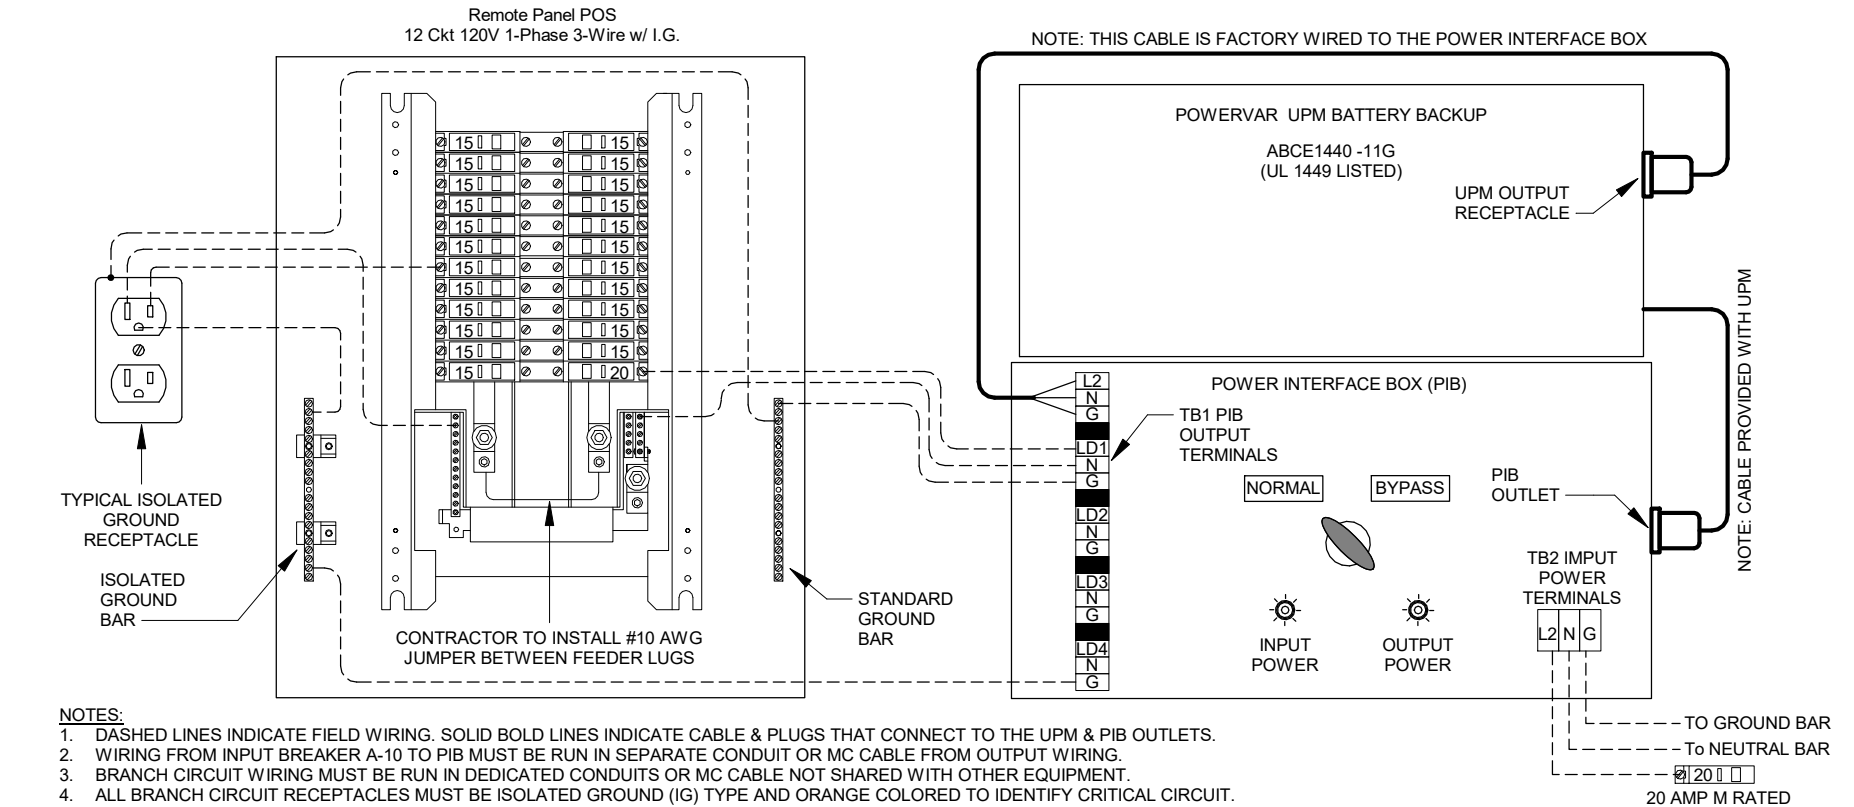 Remote Panel POS
12 Ckt 120V 1-Phase 3-Wire w/ I.G.
NOTE: THIS CABLE IS FACTORY WIRED TO THE POWER INTERFACE BOX
POWERVAR UPM BATTERY BACKUP
ABCE1440 -11G
(UL 1449 LISTED)
UPM OUTPUT
RECEPTACLE
NOTE: CABLE PROVIDED WITH UPM
15 15
15 15
15 15
15 15
15 15
15 15
15 15
15 15
15 15
15 15
15 15
15 20
POWER INTERFACE BOX (PIB)
L2
N
G
LD1
N
G
LD2
N
G
LD3
N
G
LD4
N
G
TB1 PIB
OUTPUT
TERMINALS
NORMAL
BYPASS
PIB
OUTLET
TB2 IMPUT
POWER
TERMINALS
L2 N G
INPUT
POWER
OUTPUT
POWER
TYPICAL ISOLATED
GROUND
RECEPTACLE
ISOLATED
GROUND
BAR
CONTRACTOR TO INSTALL #10 AWG
JUMPER BETWEEN FEEDER LUGS
STANDARD
GROUND
BAR
TO GROUND BAR
To NEUTRAL BAR
20
20 AMP M RATED
NOTES:
1. DASHED LINES INDICATE FIELD WIRING. SOLID BOLD LINES INDICATE CABLE & PLUGS THAT CONNECT TO THE UPM & PIB OUTLETS.
2. WIRING FROM INPUT BREAKER A-10 TO PIB MUST BE RUN IN SEPARATE CONDUIT OR MC CABLE FROM OUTPUT WIRING.
3. BRANCH CIRCUIT WIRING MUST BE RUN IN DEDICATED CONDUITS OR MC CABLE NOT SHARED WITH OTHER EQUIPMENT.
4. ALL BRANCH CIRCUIT RECEPTACLES MUST BE ISOLATED GROUND (IG) TYPE AND ORANGE COLORED TO IDENTIFY CRITICAL CIRCUIT.